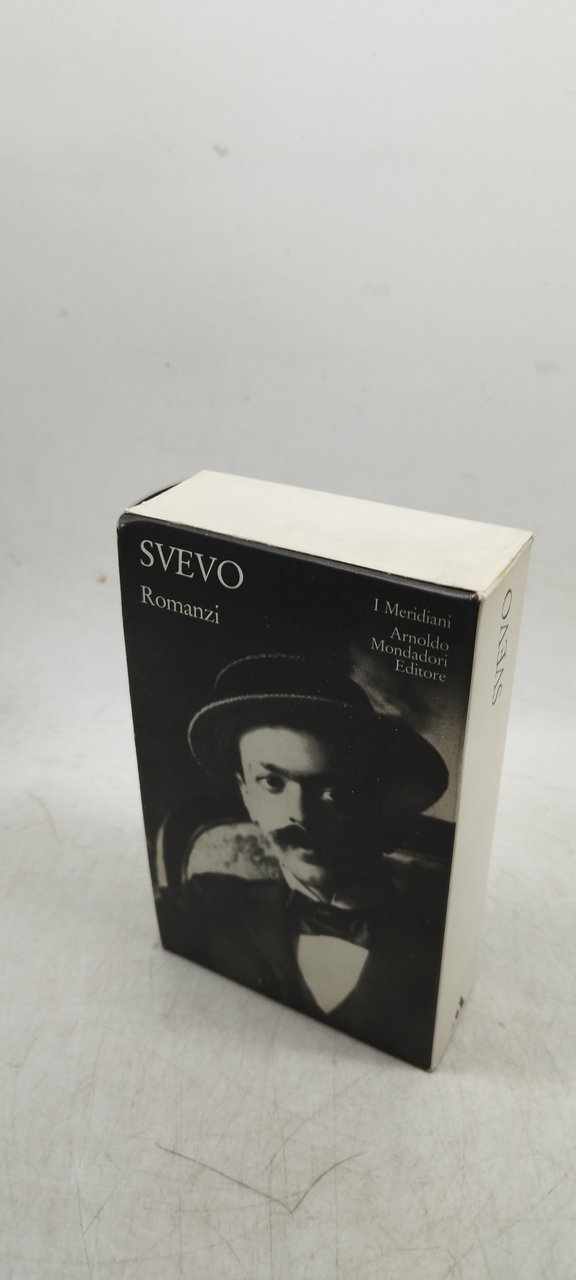 SVEVO
Romanzi
I Meridiani
Arnoldo
Mondadori
Editore
SVEVO